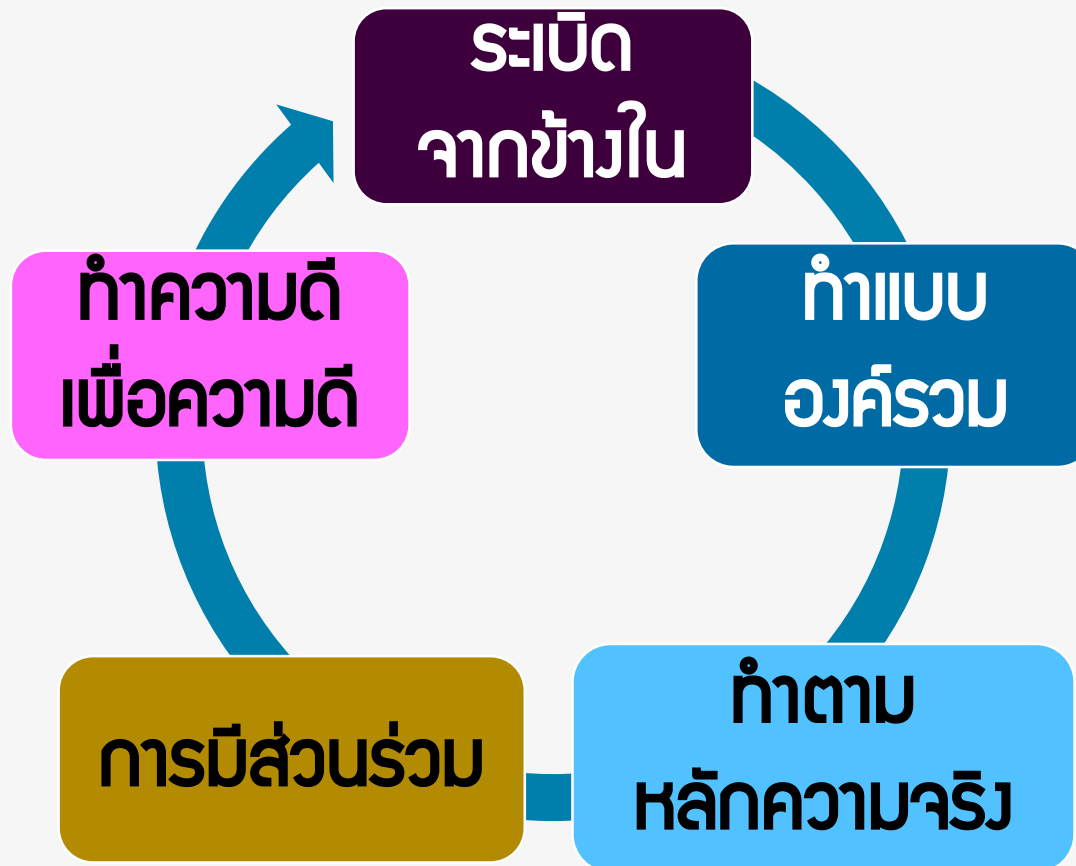 ระเบิด
จากข้างใน
ทำแบบ
องค์รวม
ทำตาม
หลักความจริง
การมีส่วนร่วม
ทำความดี
เพื่อความดี